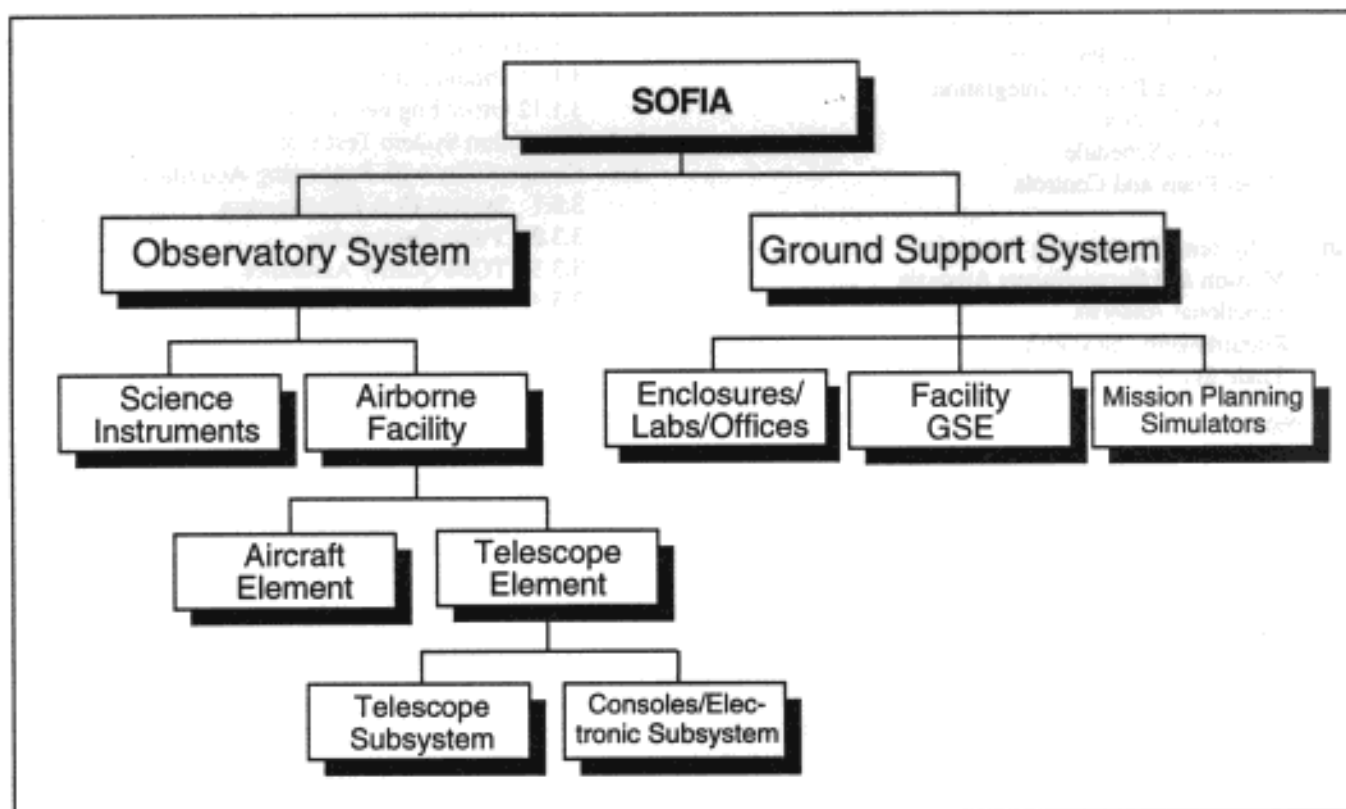 SOFIA
Observatory System
Ground Support System
Science
Instruments
Airborne
Facility
Enclosures/
Labs/Offices
Facility
GSE
Mission Planning
Simulators
Aircraft
Element
Telescope
Element
Telescope
Subsystem
Consoles/Elec-
tronic Subsystem